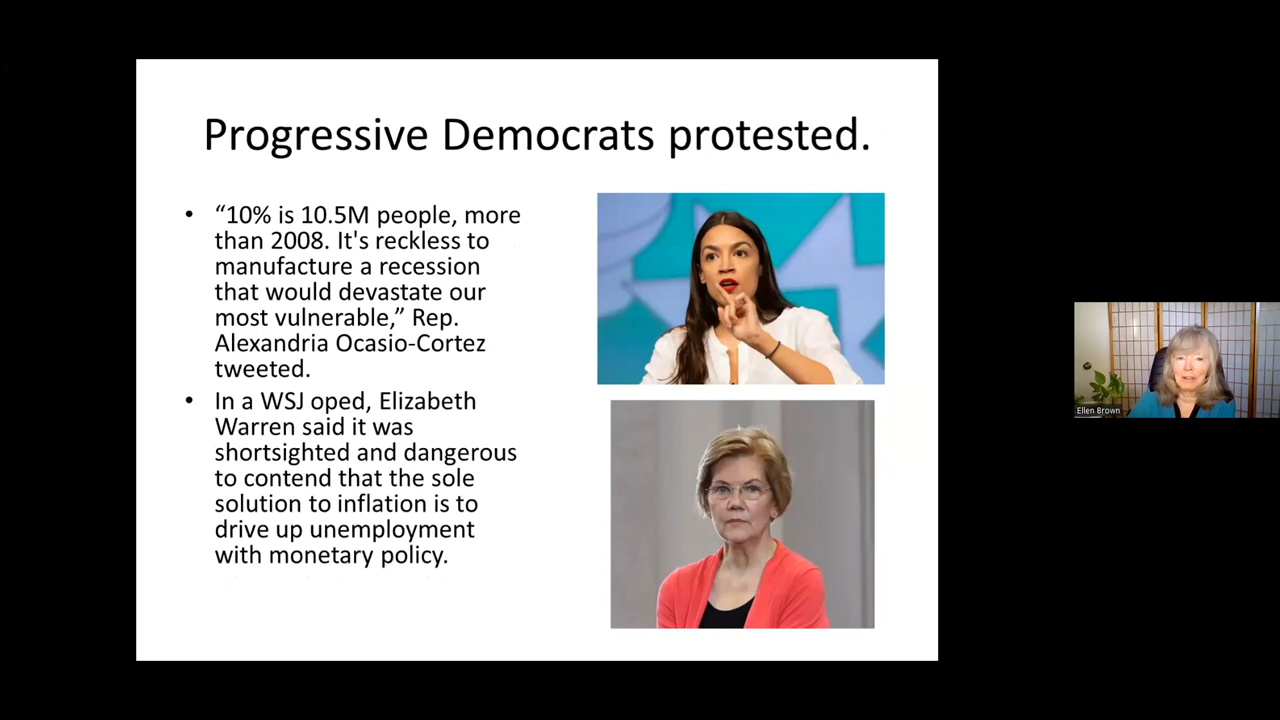 Progressive Democrats protested.
• “10% is 10.5M people, more
than 2008. It's reckless to
manufacture a recession
that would devastate our
most vulnerable,” Rep.
Alexandria Ocasio-Cortez
tweeted.
• In a WSJ oped, Elizabeth
Warren said it was
shortsighted and dangerous
to contend that the sole
solution to inflation is to
drive up unemployment
with monetary policy.
Ellen Brown